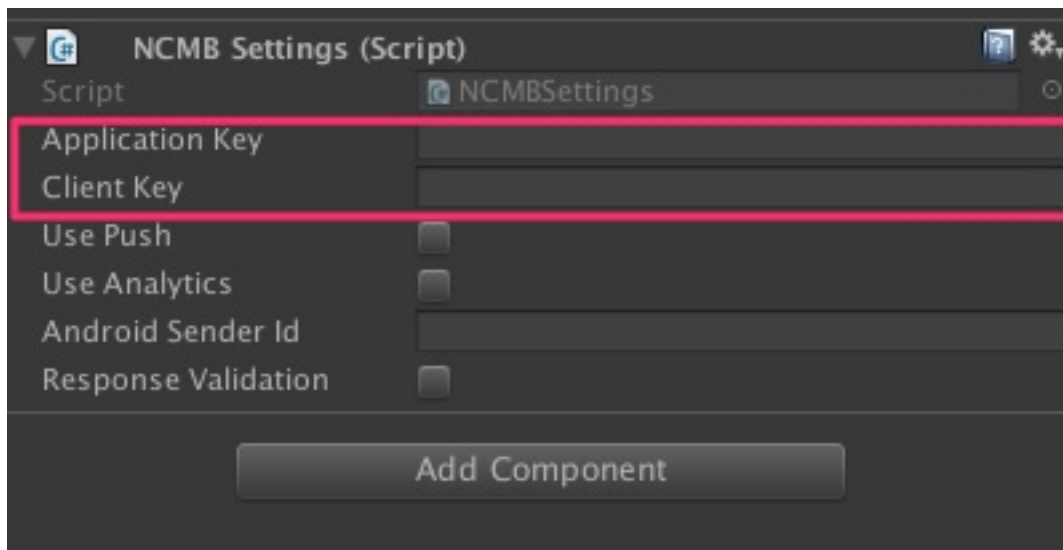 NCMB Settings (Script)
Script NCMBSettings
Application Key
Client Key
Use Push
Use Analytics
Android Sender Id
Response Validation
Add Component